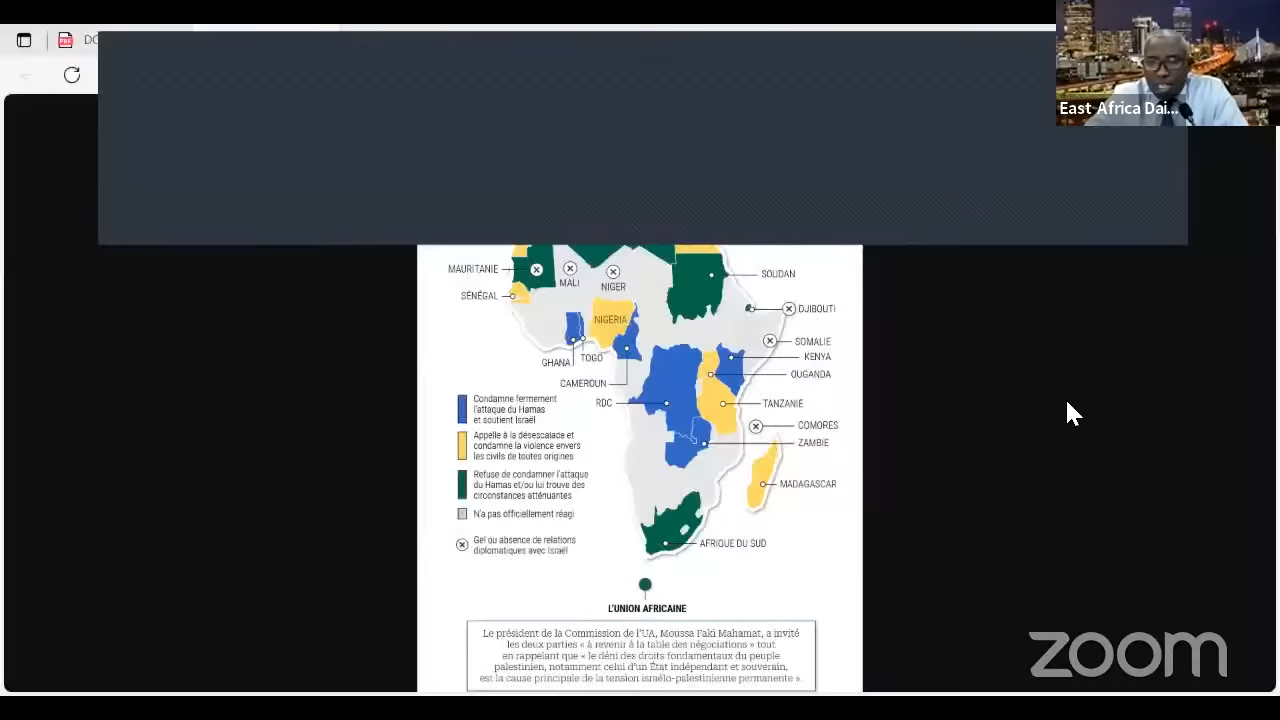 DO
East Africa Dai...
MAURITANIE
MALI
NIGER
SOUDAN
SÉNÉGAL
NIGERIA
DJIBOUTI
SOMALIE
GHANA
TOGO
KENYA
CAMEROUN
OUGANDA
RDC
TANZANIE
COMORES
ZAMBIE
MADAGASCAR
AFRIQUE DU SUD
Condamne fermement
l'attaque du Hamas
et soutient Israël
Appelle à la désescalade et
condamne la violence envers
les civils de toutes origines
Refuse de condamner l'attaque
du Hamas et/ou lui trouve des
circonstances atténuantes
N'a pas officiellement réagi
Gel ou absence de relations
diplomatiques avec Israël
L'UNION AFRICAINE
Le président de la Commission de l'UA, Moussa Faki Mahamat, a invité
les deux parties « à revenir à la table des négociations » tout
en rappelant que « le déni des droits fondamentaux du peuple
palestinien, notamment celui d'un État indépendant et souverain,
est la cause principale de la tension israélo-palestinienne permanente ».
zoom